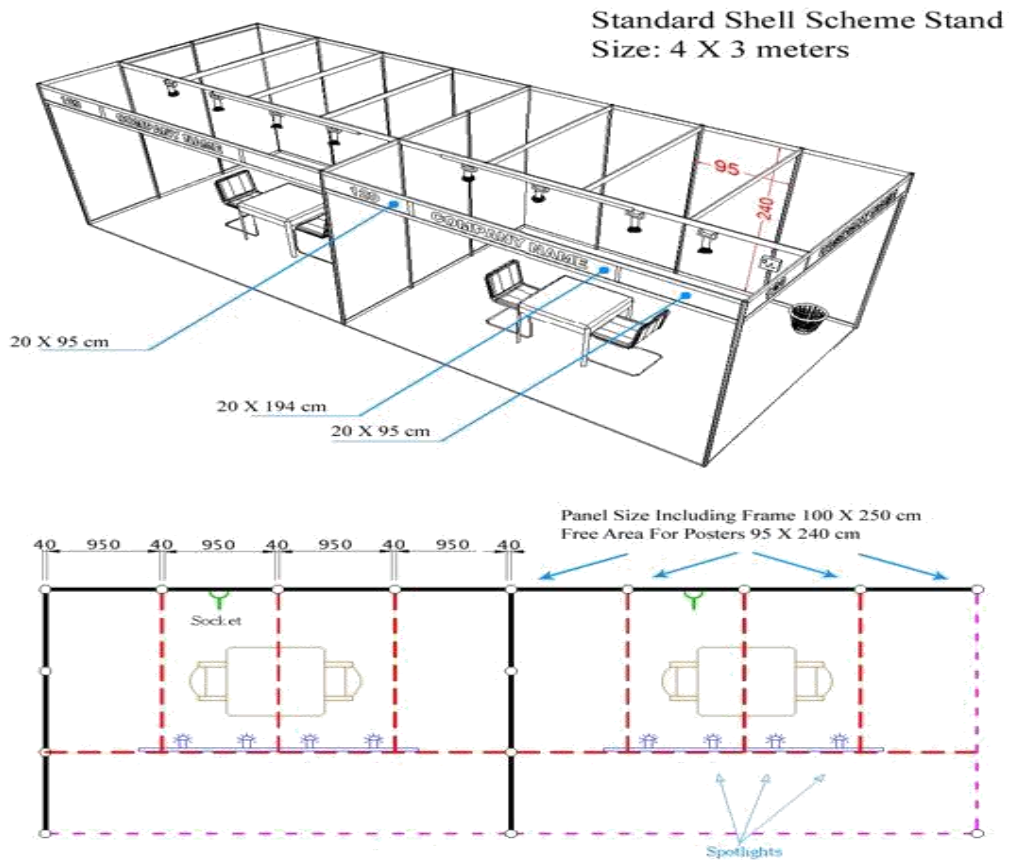 Standard Shell Scheme Stand
Size: 4 X 3 meters
95
240
COMPANY NAME
COMPANY NAME
20 X 95 cm
20 X 194 cm
20 X 95 cm
Panel Size Including Frame 100 X 250 cm
Free Area For Posters 95 X 240 cm
40 950 40 950 40 950 40 950 40
Socket
Spotlights